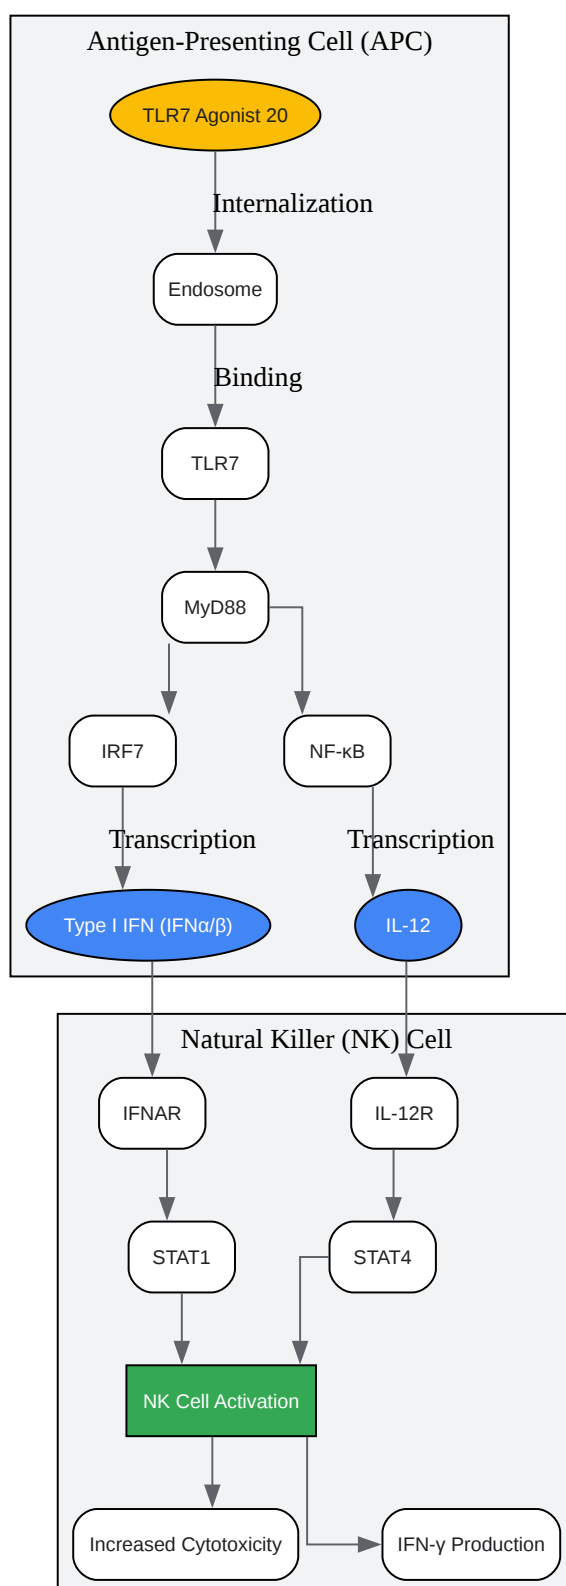 Antigen-Presenting Cell (APC)
TLR7 Agonist 20
Internalization
Endosome
Binding
TLR7
MyD88
IRF7
NF-κB
Transcription
Transcription
Type I IFN (IFNα/β)
IL-12
Natural Killer (NK) Cell
IFNAR
IL-12R
STAT1
STAT4
NK Cell Activation
Increased Cytotoxicity
IFN-γ Production